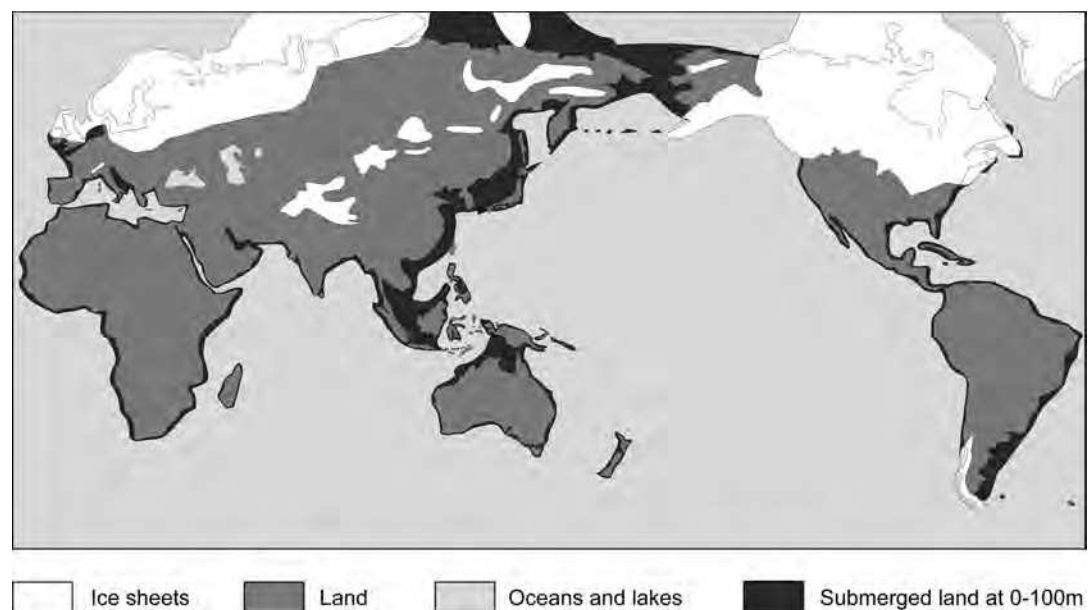 Ice sheets
Land
Oceans and lakes
Submerged land at 0-100m